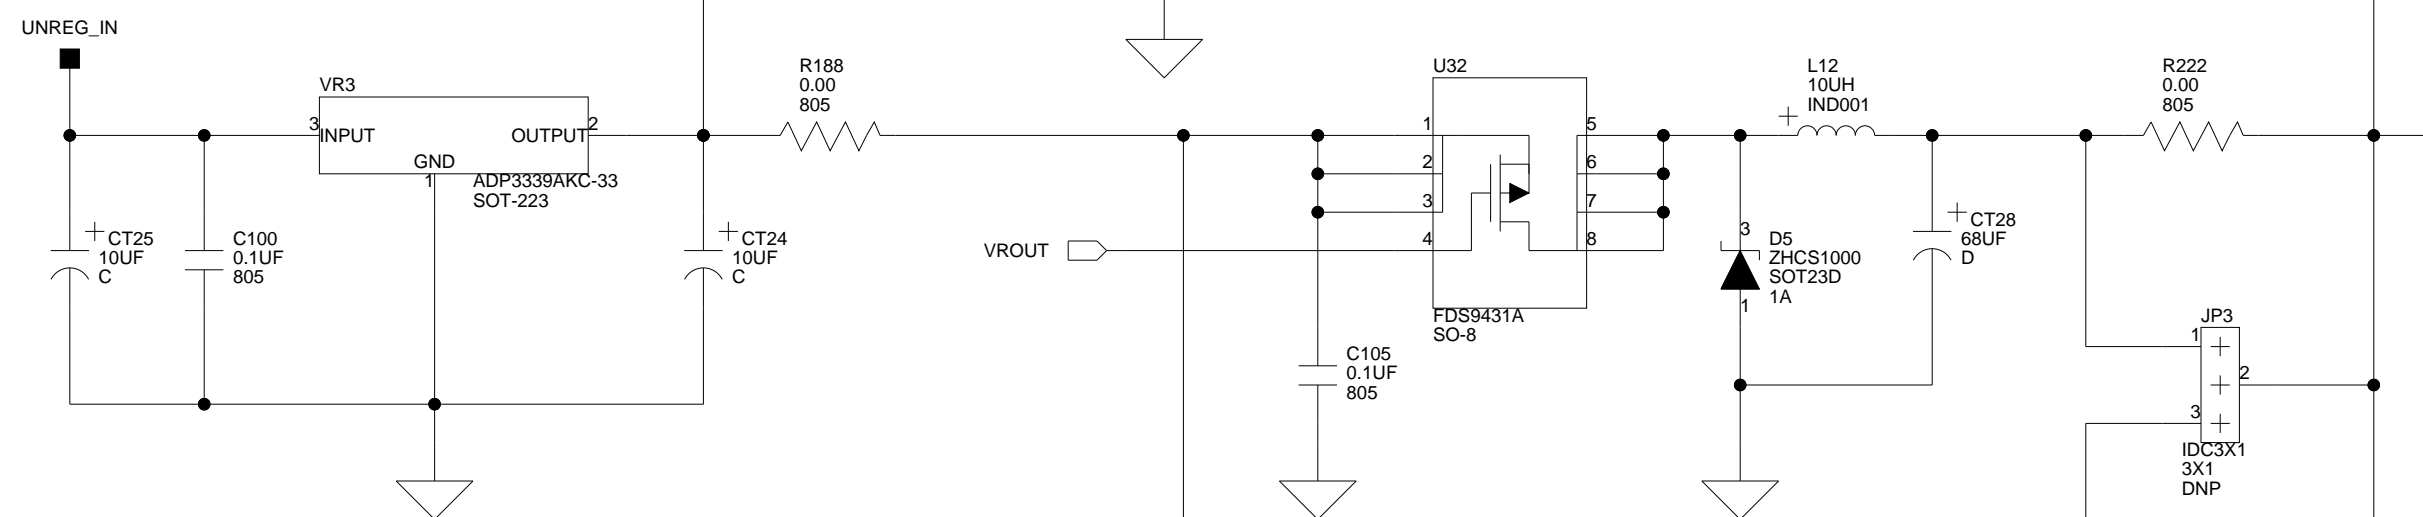 UNREG_IN
VR3
3
INPUT
OUTPUT
2
GND
1
ADP3339AKC-33
SOT-223
CT25
10UF
C
C100
0.1UF
805
CT24
10UF
C
R188
0.00
805
VROUT
U32
1
2
3
4
5
6
7
8
FDS9431A
SO-8
C105
0.1UF
805
3
D5
ZHCS1000
SOT23D
1A
1
L12
10UH
IND001
CT28
68UF
D
R222
0.00
805
JP3
1
2
3
IDC3X1
3X1
DNP